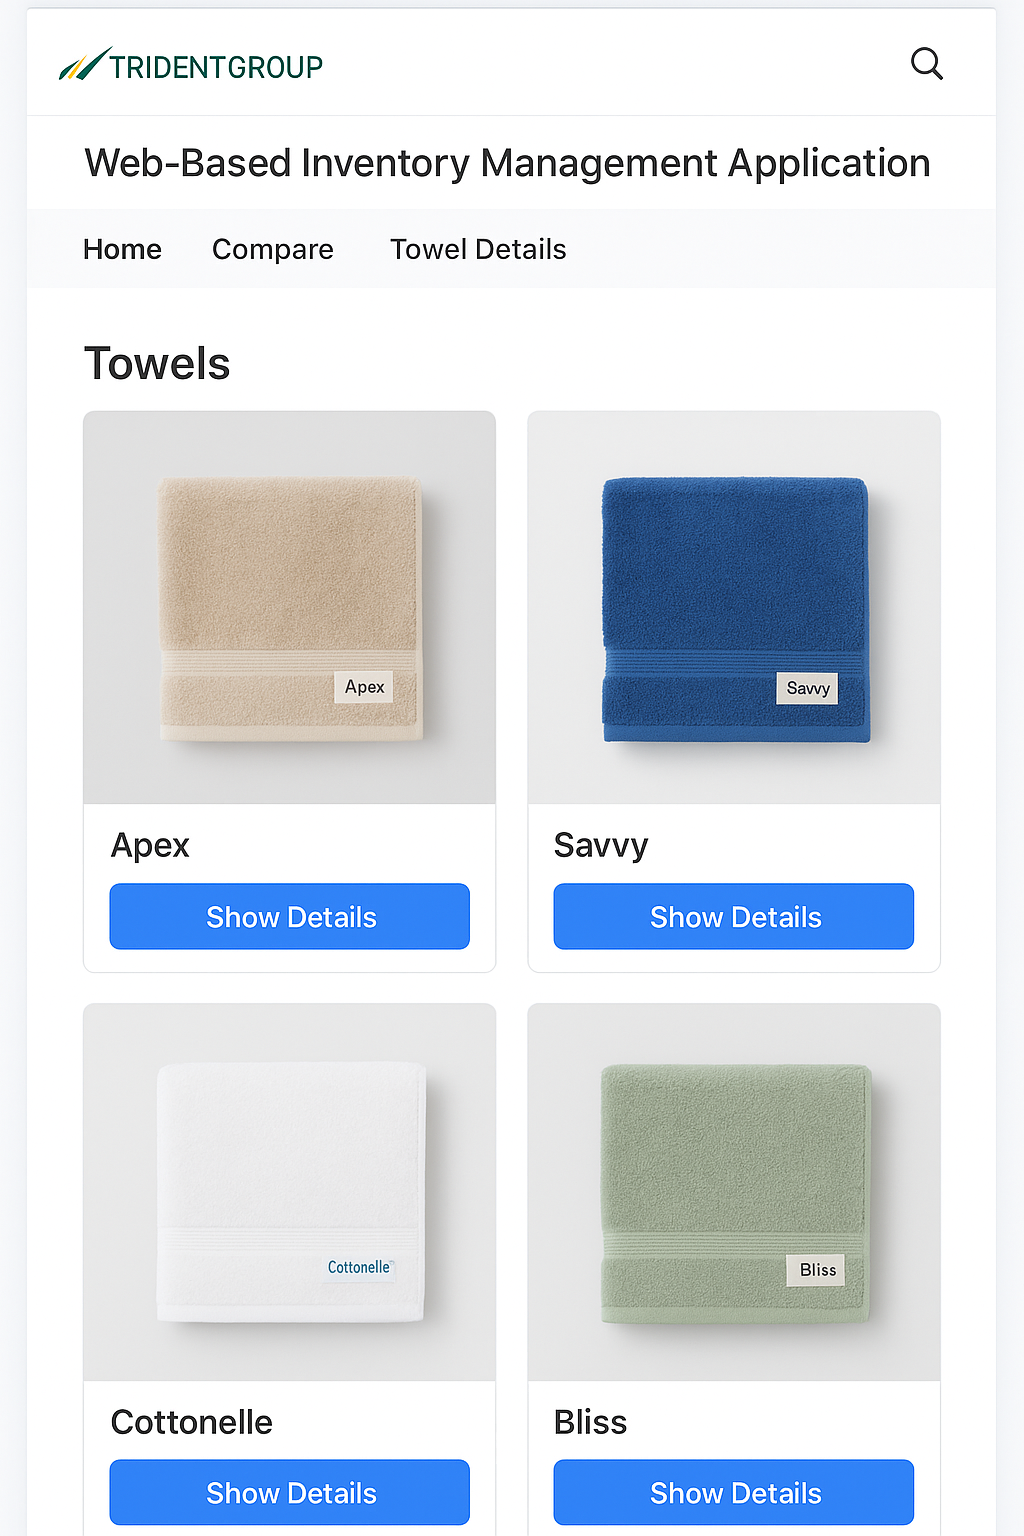 TRIDENTGROUP
Web-Based Inventory Management Application
Home Compare Towel Details
Towels
Apex
Savvy
Apex
Savvy
Show Details
Show Details
Cottonelle
Bliss
Cottonelle
Bliss
Show Details
Show Details